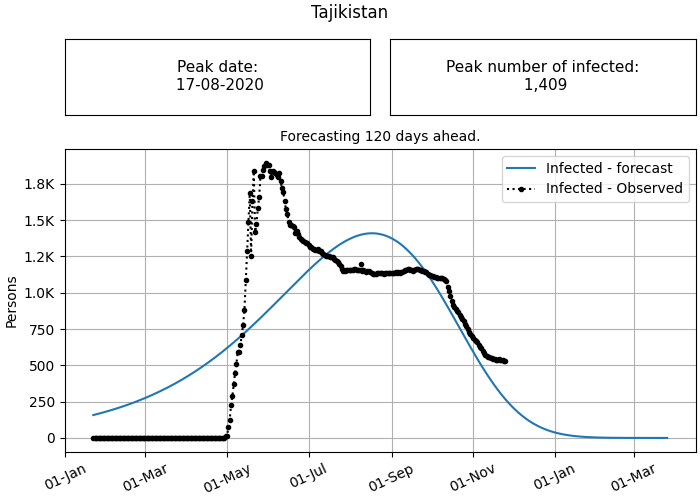 Tajikistan
Peak date:
17-08-2020
Peak number of infected:
1,409
Forecasting 120 days ahead.
Infected - forecast
Infected - Observed
Persons
1.8K
1.5K
1.2K
1.0K
750
500
250
0
01-Jan
01-Mar
01-May
01-Jul
01-Sep
01-Nov
01-Jan
01-Mar